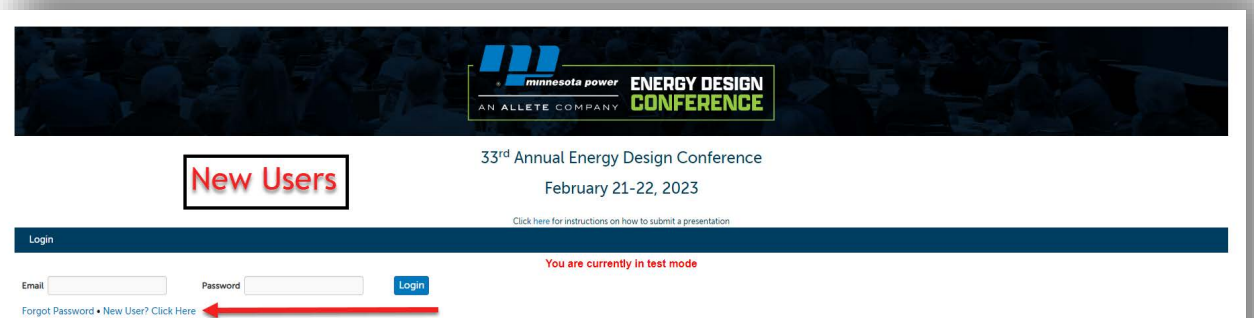 minnesota power
AN ALLETE COMPANY
ENERGY DESIGN
CONFERENCE
New Users
33rd Annual Energy Design Conference
February 21-22, 2023
Click here for instructions on how to submit a presentation
Login
You are currently in test mode
Email Password Login
Forgot Password • New User? Click Here